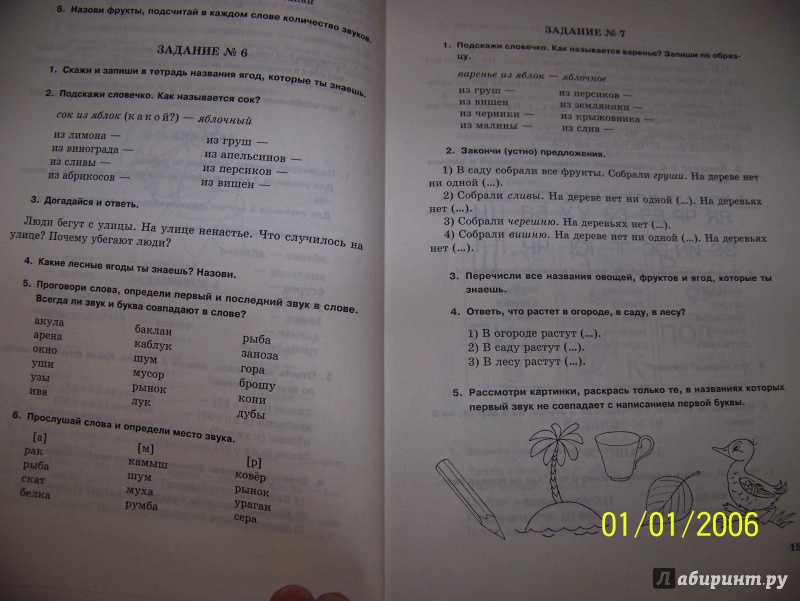 6. Назови фрукты, подсчитай в каждом слове количество звуков.
ЗАДАНИЕ № 6
1. Скажи и запиши в тетрадь названия ягод, которые ты знаешь.
2. Подскажи словечко. Как называется сок?
сок из яблок (какой?) — яблочный
из лимона —
из винограда —
из сливы —
из абрикосов —
из груш —
из апельсинов —
из персиков —
из вишен —
3. Догадайся и ответь.
Люди бегут с улицы. На улице ненастье. Что случилось на
улице? Почему убегают люди?
4. Какие лесные ягоды ты знаешь? Назови.
5. Проговори слова, определи первый и последний звук в слове.
Всегда ли звук и буква совпадают в слове?
акула
арена
окно
уши
узы
ива
баклан
каблук
шум
мусор
рынок
лук
рыба
заноза
гора
брошу
кони
дубы
6. Прослушай слова и определи место звука.
[а]
рак
рыба
скат
белка
[м]
камыш
шум
муха
румба
[р]
ковёр
рынок
ураган
сера
ЗАДАНИЕ № 7
1. Подскажи словечко. Как называется варенье? Запиши по образ-
цу.
варенье из яблок — яблочное
из груш —
из вишен
из черники —
из малины —
из персиков —
из земляники —
из крыжовника —
из слив —
2. Закончи (устно) предложения.
1) В саду собрали все фрукты. Собрали груши. На дереве нет
ни одной (...).
2) Собрали сливы. На дереве нет ни одной (...). На деревьях
нет (...).
3) Собрали черешню. На деревьях нет (...).
4) Собрали вишню. На дереве нет ни одной (...). На деревьях
нет (...).
3. Перечисли все названия овощей, фруктов и ягод, которые ты
знаешь.
4. Ответь, что растет в огороде, в саду, в лесу?
1) В огороде растут (...).
2) В саду растут (...).
3) В лесу растут (...).
5. Рассмотри картинки, раскрась только те, в названиях которых
первый звук не совпадает с написанием первой буквы.
01/01/2006
15
Лабиринт.ру